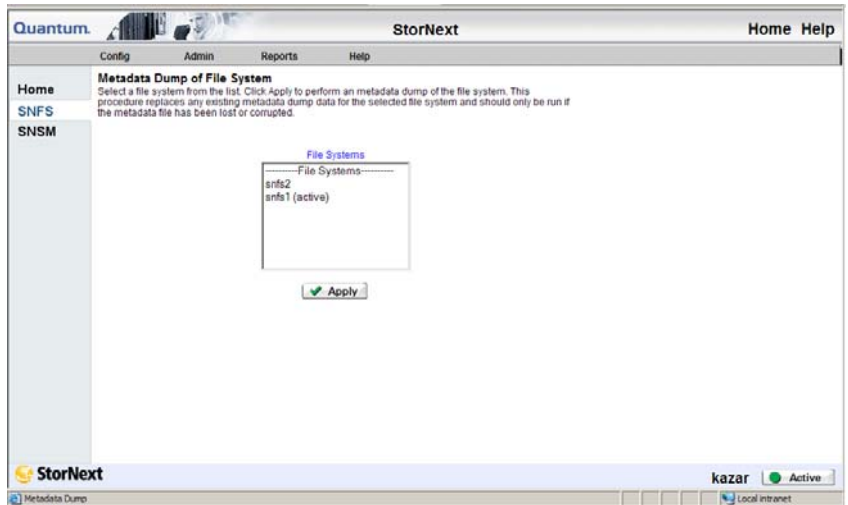 Quantum. StorNext Home Help
Config Admin Reports Help
Home
SNFS
SNSM
Metadata Dump of File System
Select a file system from the list. Click Apply to perform an metadata dump of the file system. This
procedure replaces any existing metadata dump data for the selected file system and should only be run if
the metadata file has been lost or corrupted.
File Systems
----------File Systems----------
snfs2
snfs1 (active)
Apply
StorNext
kazar Active
Metadata Dump Local intranet